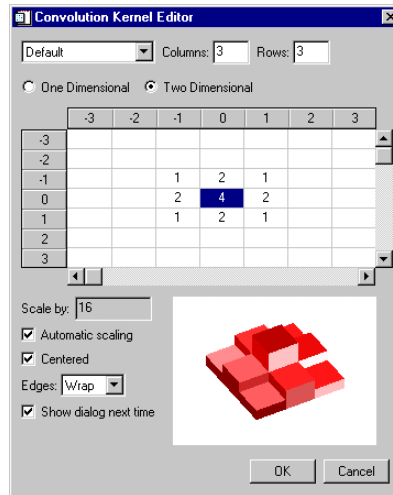 Convolution Kernel Editor
Default Columns: 3 Rows: 3
One Dimensional Two Dimensional
-3 -2 -1 0 1 2 3
-3
-2
-1 1 2 1
0 2 4 2
1 1 2 1
2
3
Scale by: 16
Automatic scaling
Centered
Edges: Wrap
Show dialog next time
OK Cancel